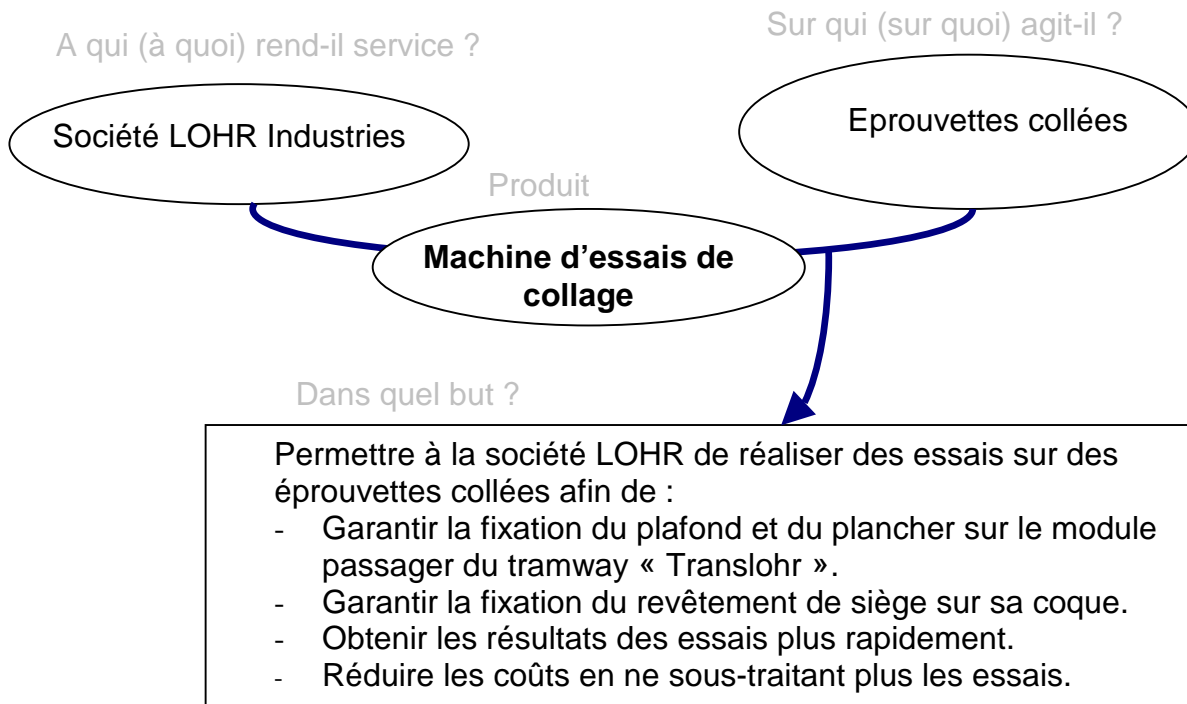 A qui (à quoi) rend-il service ?
Sur qui (sur quoi) agit-il ?
Société LOHR Industries
Eprouvettes collées
Produit
Machine d’essais de
collage
Dans quel but ?
Permettre à la société LOHR de réaliser des essais sur des
éprouvettes collées afin de :
- Garantir la fixation du plafond et du plancher sur le module
passager du tramway « Translohr ».
- Garantir la fixation du revêtement de siège sur sa coque.
- Obtenir les résultats des essais plus rapidement.
- Réduire les coûts en ne sous-traitant plus les essais.